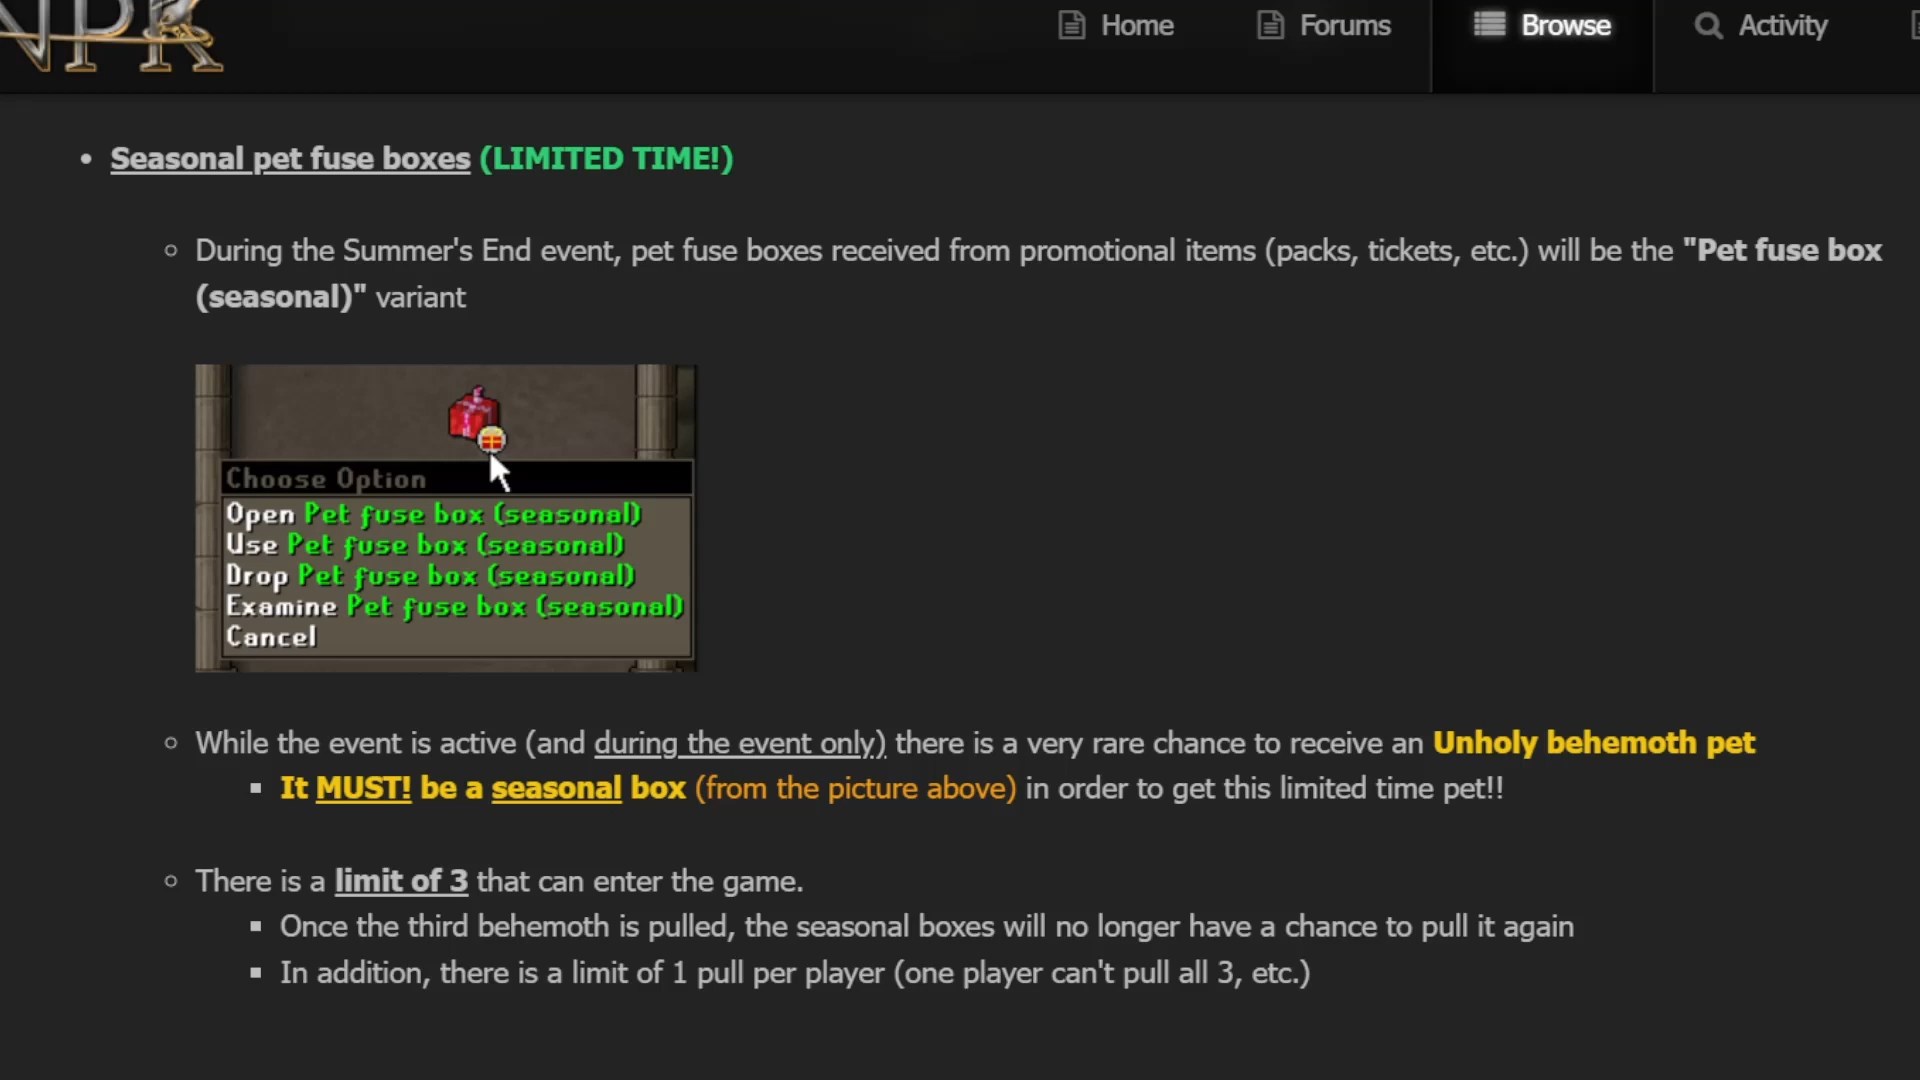 NPK
Home
Forums
Browse
Activity
Seasonal pet fuse boxes (LIMITED TIME!)
During the Summer's End event, pet fuse boxes received from promotional items (packs, tickets, etc.) will be the "Pet fuse box
(seasonal)" variant
Choose Option
Open Pet fuse box (seasonal)
Use Pet fuse box (seasonal)
Drop Pet fuse box (seasonal)
Examine Pet fuse box (seasonal)
Cancel
While the event is active (and during the event only) there is a very rare chance to receive an Unholy behemoth pet
It MUST! be a seasonal box (from the picture above) in order to get this limited time pet!!
There is a limit of 3 that can enter the game.
Once the third behemoth is pulled, the seasonal boxes will no longer have a chance to pull it again
In addition, there is a limit of 1 pull per player (one player can't pull all 3, etc.)